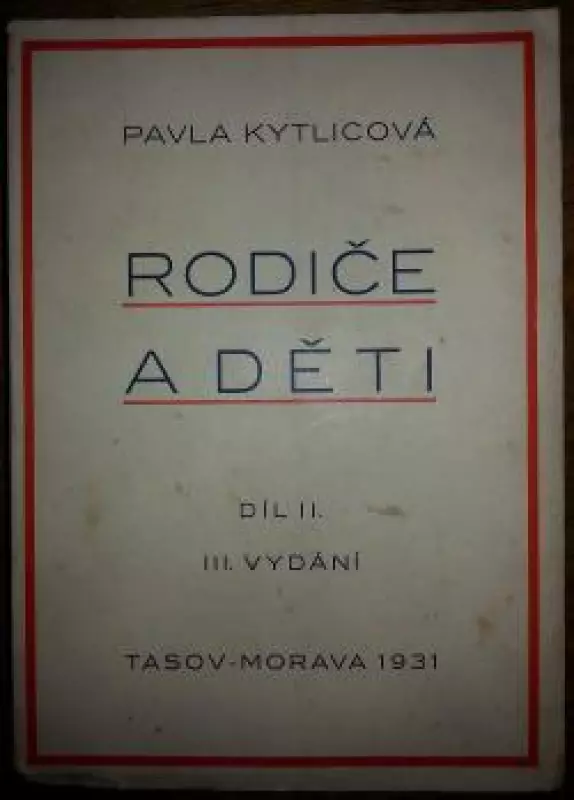 PAVLA KYTLICOVÁ
RODIČE
A DĚTI
DÍL II.
III. VYDÁNÍ
TASOV-MORAVA 1931